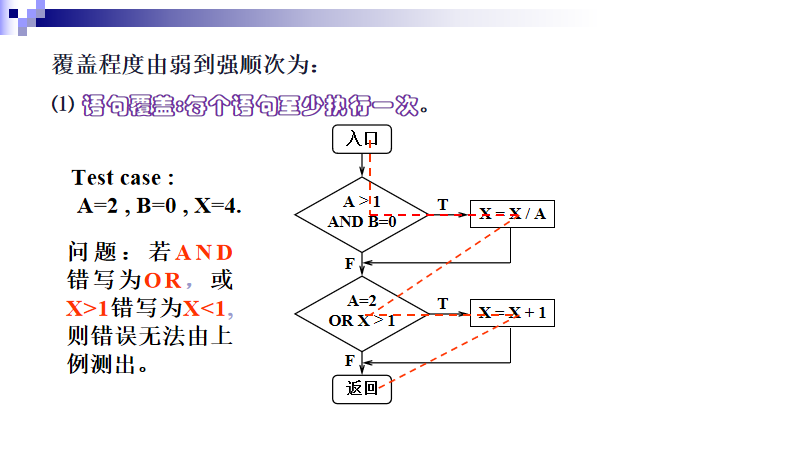 覆盖程度由弱到强顺次为：
⑴ 语句覆盖:每个语句至少执行一次。
Test case :
A=2 , B=0 , X=4.
问题：若AND
错写为OR，或
X>1错写为X<1，
则错误无法由上
例测出。
入口
A >1
AND B=0
T
X = X / A
F
A=2
OR X > 1
T
X = X + 1
F
返回